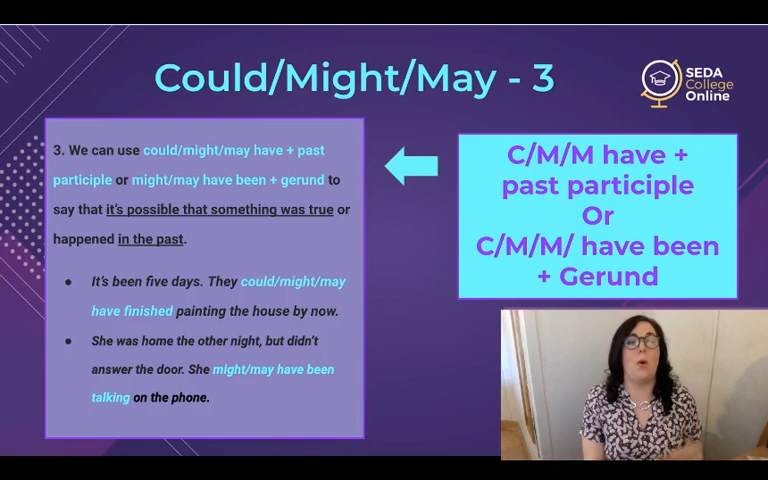 Could/Might/May - 3
SEDA
College
Online
3. We can use could/might/may have + past
participle or might/may have been + gerund to
say that it's possible that something was true or
happened in the past.
● It's been five days. They could/might/may
have finished painting the house by now.
● She was home the other night, but didn't
answer the door. She might/may have been
talking on the phone.
C/M/M have +
past participle
Or
C/M/M/ have been
+ Gerund